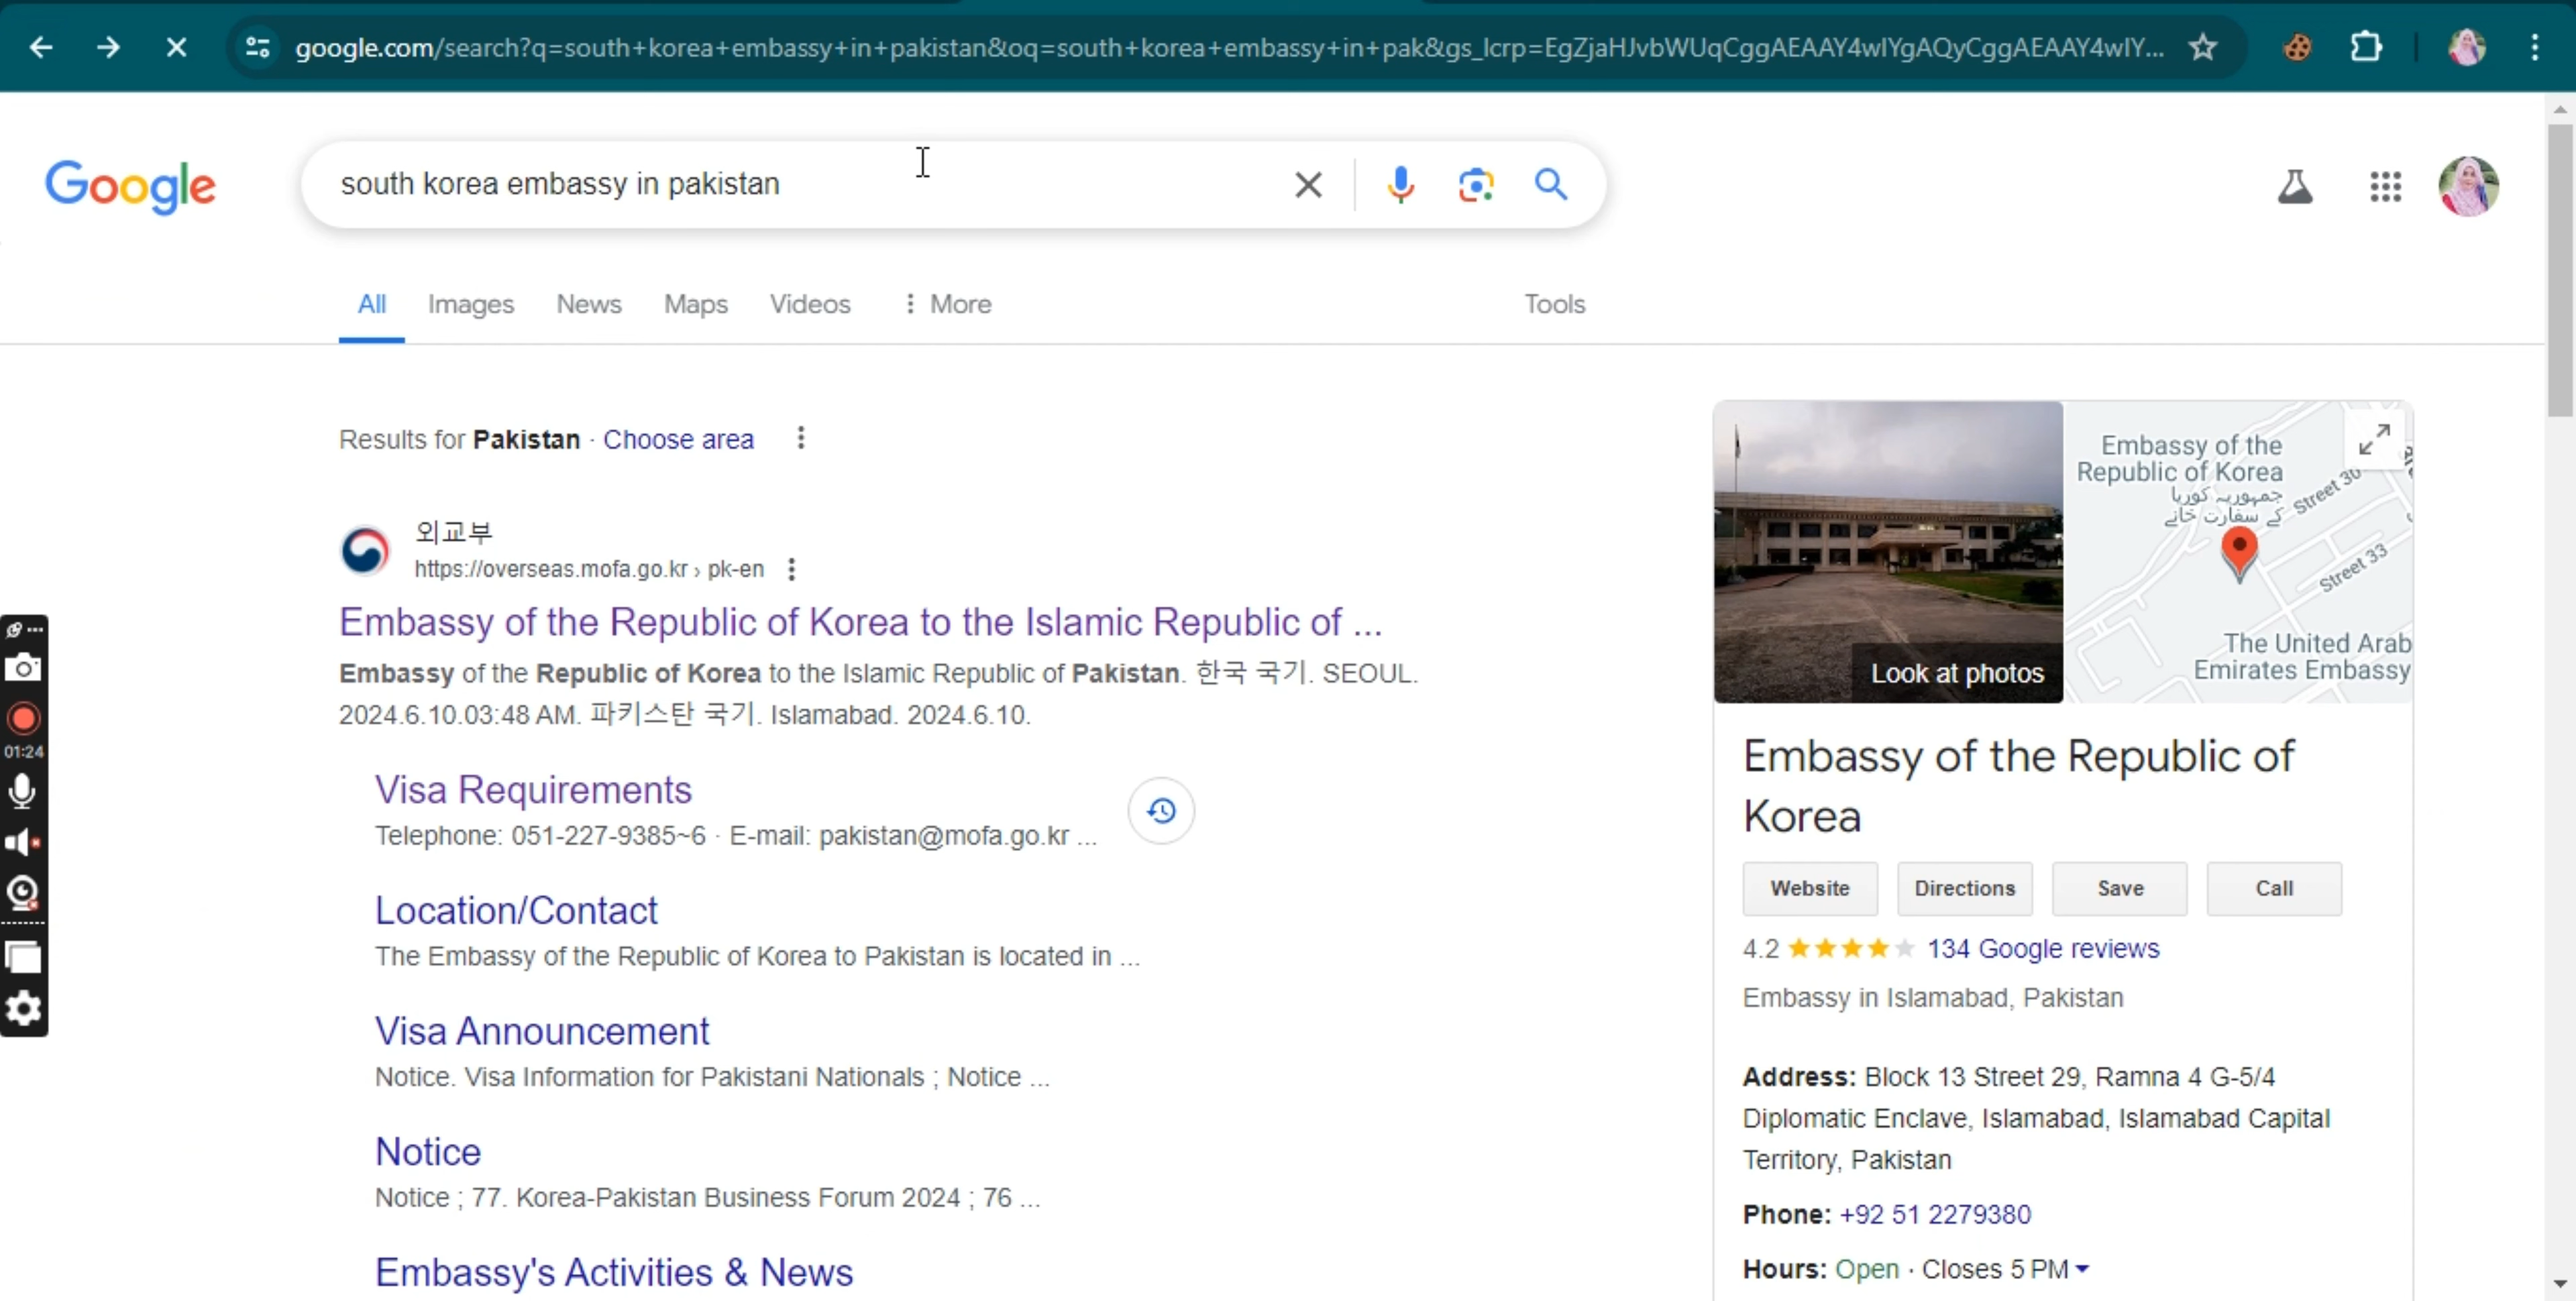 google.com/search?q=south+korea+embassy+in+pakistan&oq=south+korea+embassy+in+pak&gs_lcrp=EgZjaHJvbWUqCggAEAAY4wIYgAQyCggAEAAY4wIY...
Google
south korea embassy in pakistan
All Images News Maps Videos More Tools
Results for Pakistan · Choose area
외교부
https://overseas.mofa.go.kr › pk-en
Embassy of the Republic of Korea to the Islamic Republic of ...
Embassy of the Republic of Korea to the Islamic Republic of Pakistan. 한국 국기. SEOUL.
2024.6.10.03:48 AM. 파키스탄 국기. Islamabad. 2024.6.10.
Visa Requirements
Telephone: 051-227-9385~6 · E-mail: pakistan@mofa.go.kr ...
Location/Contact
The Embassy of the Republic of Korea to Pakistan is located in ...
Visa Announcement
Notice. Visa Information for Pakistani Nationals ; Notice ...
Notice
Notice ; 77. Korea-Pakistan Business Forum 2024 ; 76 ...
Embassy's Activities & News
01:24
Look at photos
Embassy of the
Republic of Korea
جمہوریہ کوریا
کے سفارت خانے
Street 30
Street 33
The United Arab
Emirates Embassy
Embassy of the Republic of
Korea
Website Directions Save Call
4.2 134 Google reviews
Embassy in Islamabad, Pakistan
Address: Block 13 Street 29, Ramna 4 G-5/4
Diplomatic Enclave, Islamabad, Islamabad Capital
Territory, Pakistan
Phone: +92 51 2279380
Hours: Open · Closes 5 PM